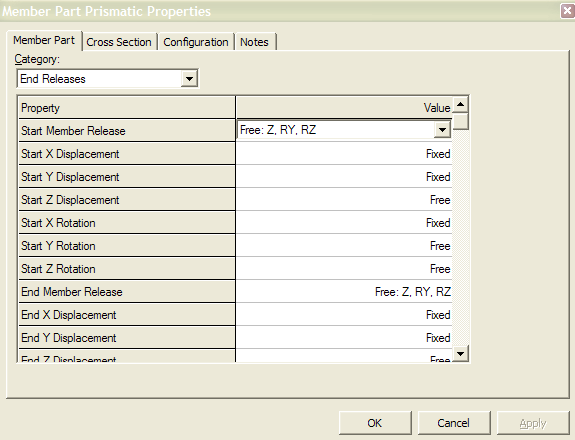 Member Part Prismatic Properties
Member Part Cross Section Configuration Notes
Category:
End Releases
Property Value
Start Member Release Free: Z, RY, RZ
Start X Displacement Fixed
Start Y Displacement Fixed
Start Z Displacement Free
Start X Rotation Fixed
Start Y Rotation Free
Start Z Rotation Free
End Member Release Free: Z, RY, RZ
End X Displacement Fixed
End Y Displacement Fixed
End Z Displacement Free
OK Cancel Apply